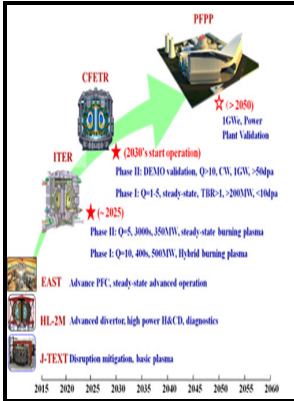 PFPP
CFETR
(> 2050)
1GWe, Power
Plant Validation
(2030's start operation)
Phase II: DEMO validation, Q>10, CW, 1GW, >50dpa
ITER
Phase I: Q=1-5, steady-state, TBR>1, >200MW, <10dpa
(~ 2025)
Phase II: Q=5, 3000s, 350MW, steady-state burning plasma
Phase I: Q=10, 400s, 500MW, Hybrid burning plasma
EAST Advance PFC, steady-state advanced operation
HL-2M Advanced divertor, high power H&CD, diagnostics
J-TEXT Disruption mitigation, basic plasma
2015 2020 2025 2030 2035 2040 2045 2050 2055 2060